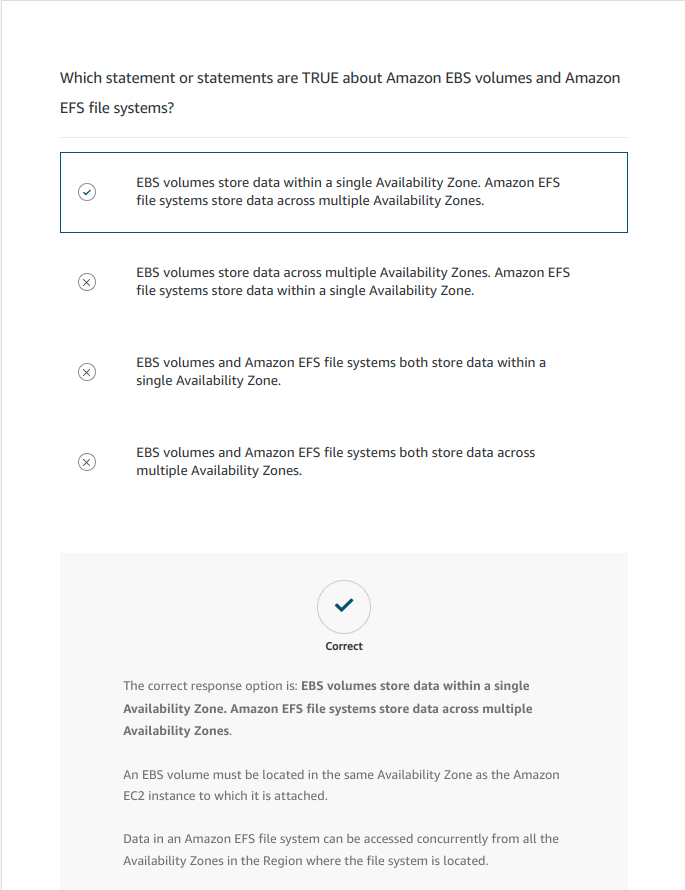 Which statement or statements are TRUE about Amazon EBS volumes and Amazon
EFS file systems?
EBS volumes store data within a single Availability Zone. Amazon EFS
file systems store data across multiple Availability Zones.
EBS volumes store data across multiple Availability Zones. Amazon EFS
file systems store data within a single Availability Zone.
EBS volumes and Amazon EFS file systems both store data within a
single Availability Zone.
EBS volumes and Amazon EFS file systems both store data across
multiple Availability Zones.
Correct
The correct response option is: EBS volumes store data within a single
Availability Zone. Amazon EFS file systems store data across multiple
Availability Zones.
An EBS volume must be located in the same Availability Zone as the Amazon
EC2 instance to which it is attached.
Data in an Amazon EFS file system can be accessed concurrently from all the
Availability Zones in the Region where the file system is located.